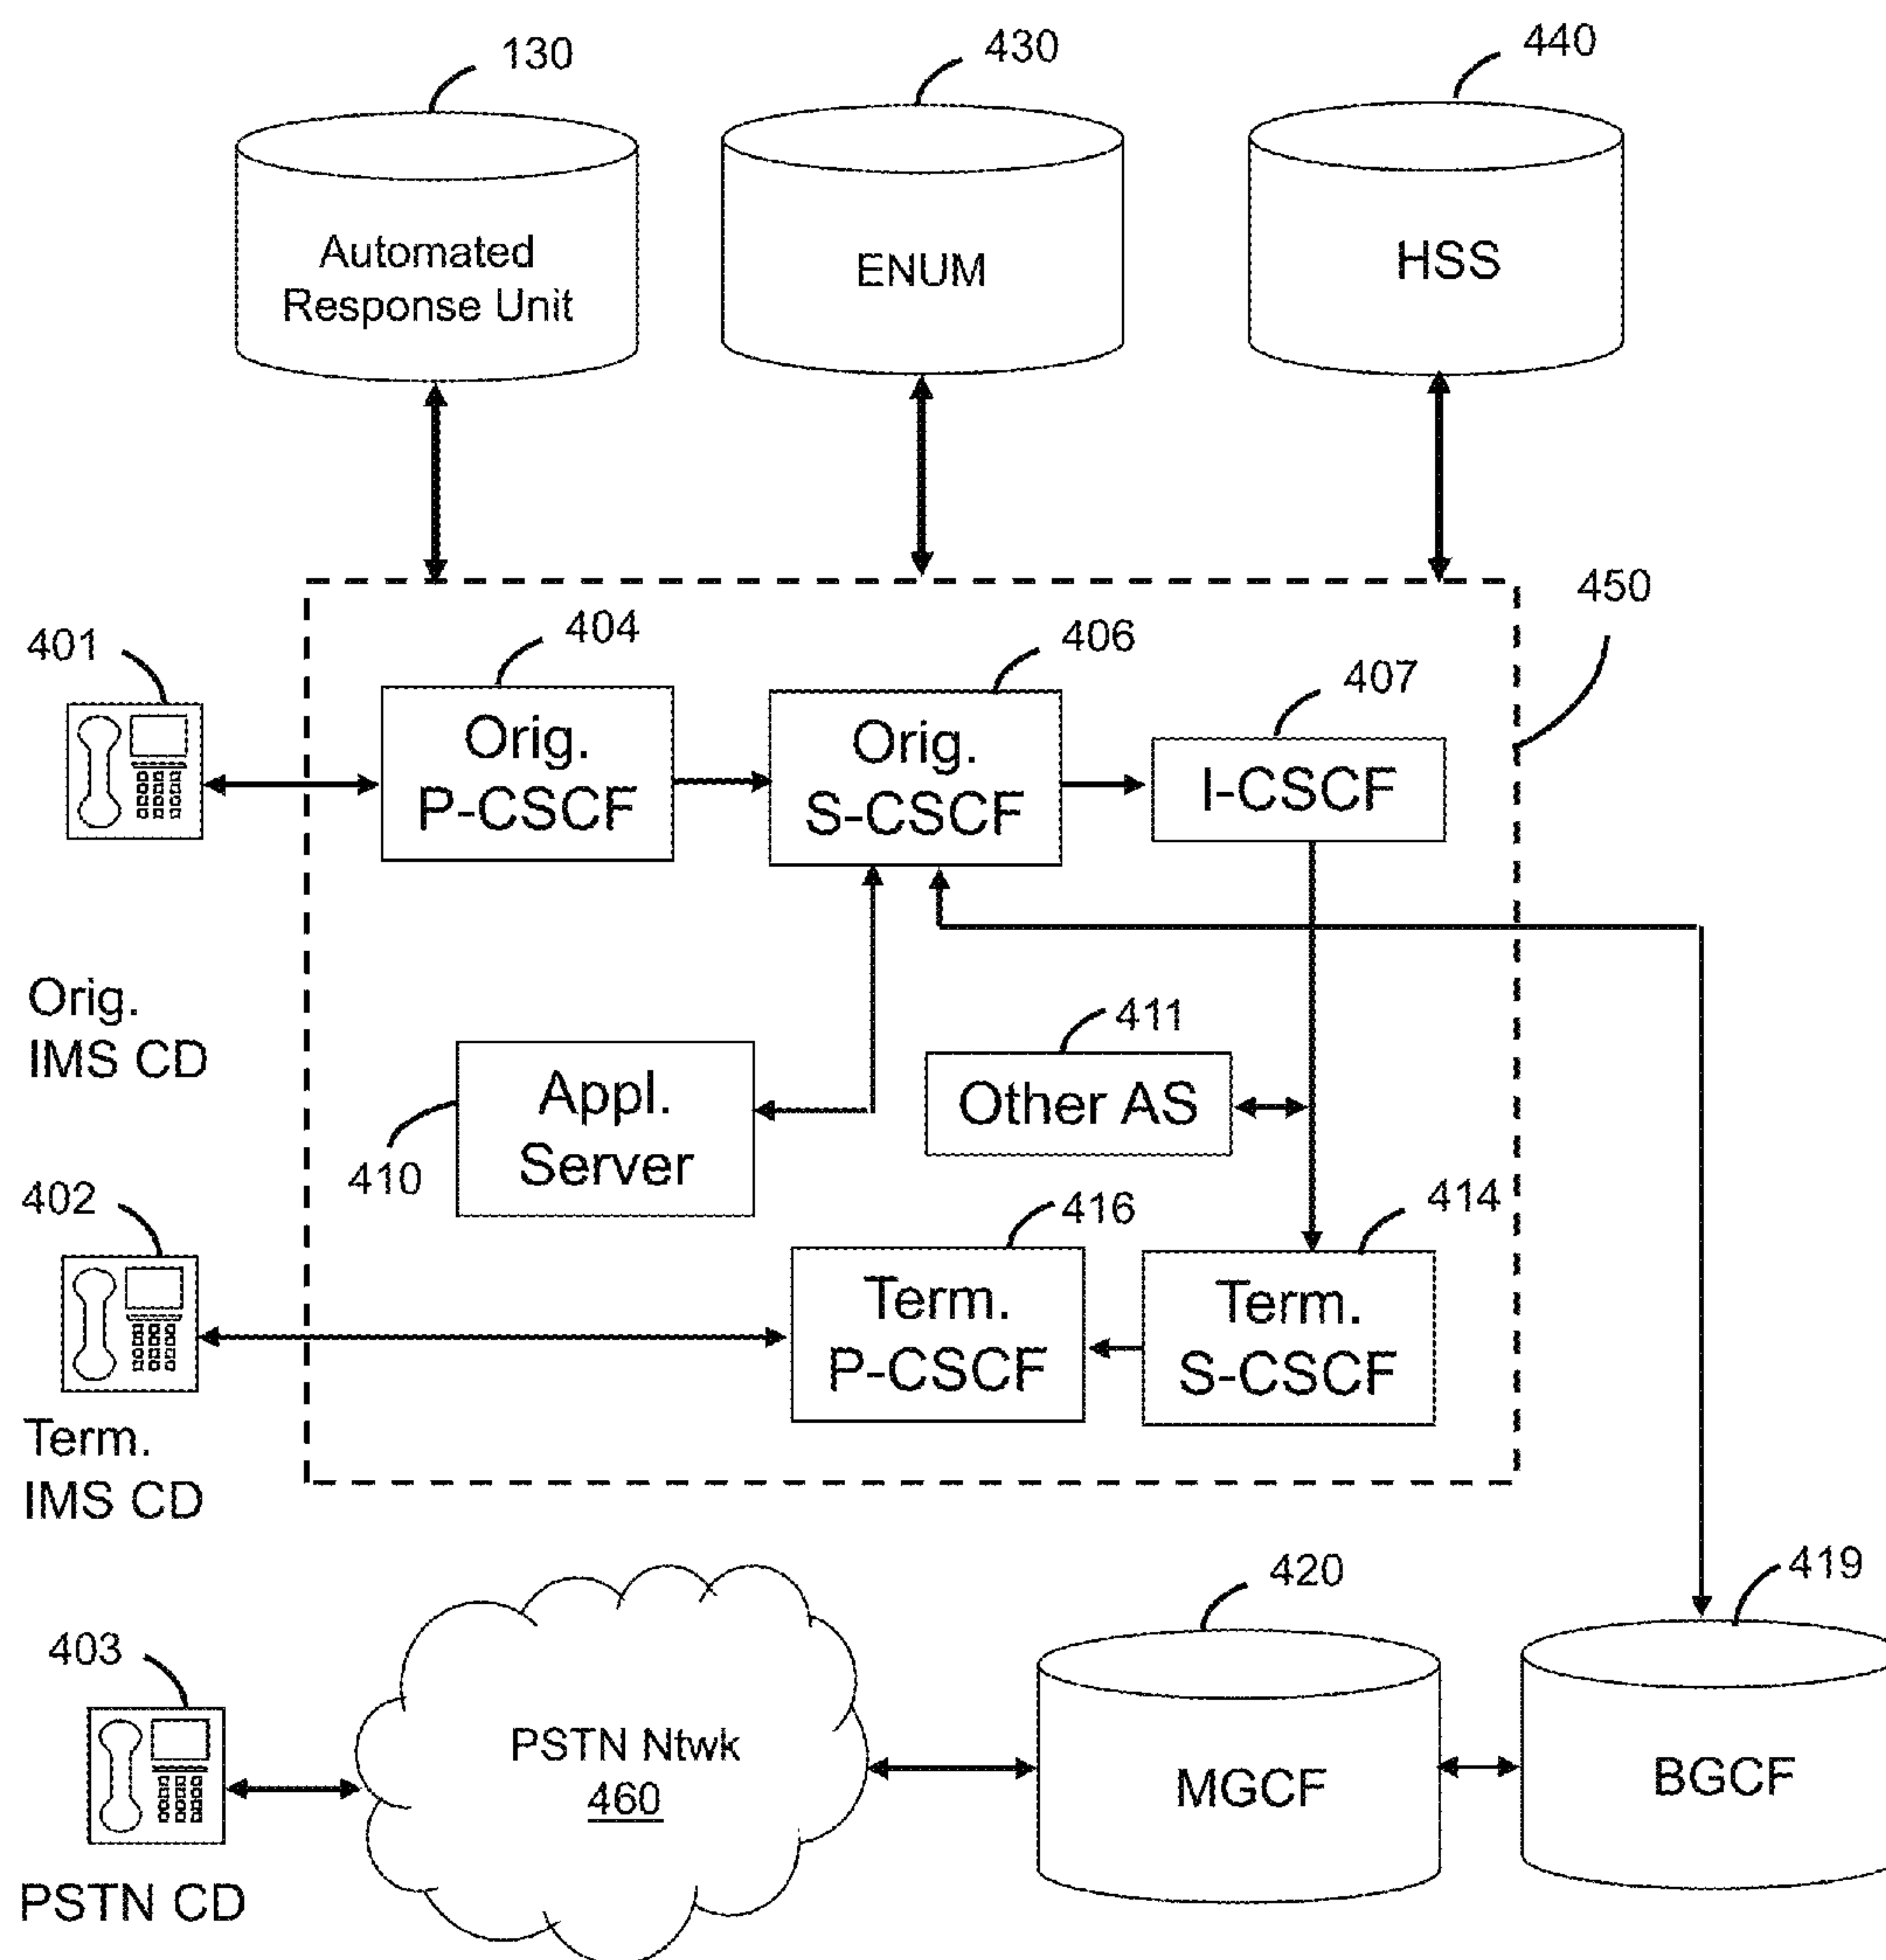 130
430
440
Automated
Response Unit
ENUM
HSS
450
401
404
406
407
Orig.
P-CSCF
Orig.
S-CSCF
I-CSCF
Orig.
IMS CD
411
Other AS
Appl.
Server
410
402
416
414
Term.
P-CSCF
Term.
S-CSCF
Term.
IMS CD
420
419
403
PSTN Ntwk
460
MGCF
BGCF
PSTN CD